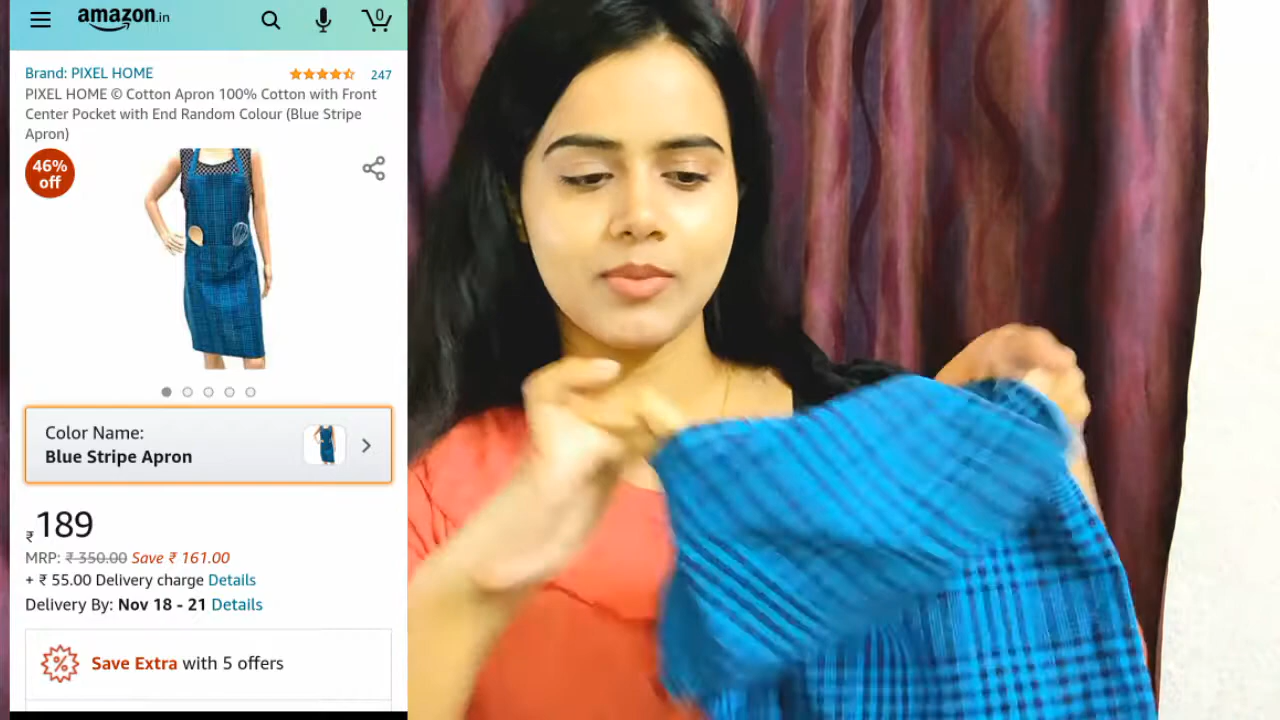 amazon.in
0
Brand: PIXEL HOME
247
PIXEL HOME © Cotton Apron 100% Cotton with Front
Center Pocket with End Random Colour (Blue Stripe
Apron)
46%
off
Color Name:
Blue Stripe Apron
₹ 189
MRP: ₹ 350.00 Save ₹ 161.00
+ ₹ 55.00 Delivery charge Details
Delivery By: Nov 18 - 21 Details
% Save Extra with 5 offers